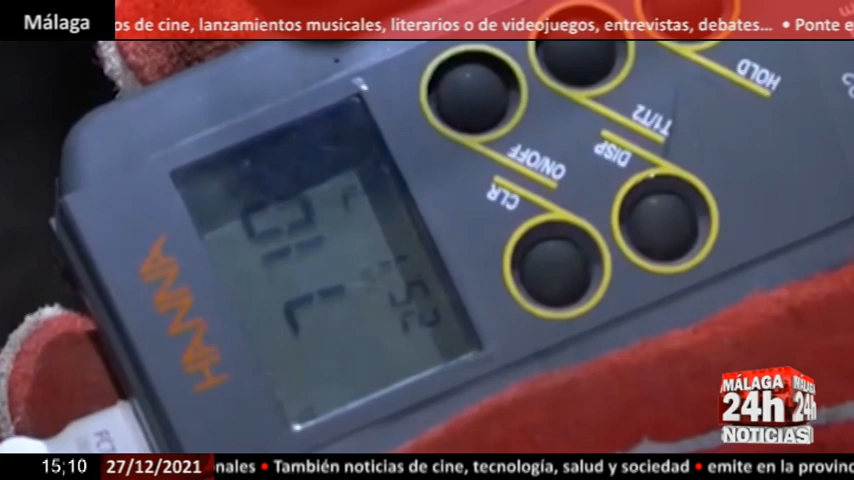 Málaga
os de cine, lanzamientos musicales, literarios o de videojuegos, entrevistas, debates... • Ponte e
HOLD
T1/T2
DISP
ON/OFF
CLR
HANNA
FCT
MÁLAGA
24h
NOTICIAS
MÁLAGA
24h
15:10
27/12/2021
nales • También noticias de cine, tecnología, salud y sociedad • emite en la provinc